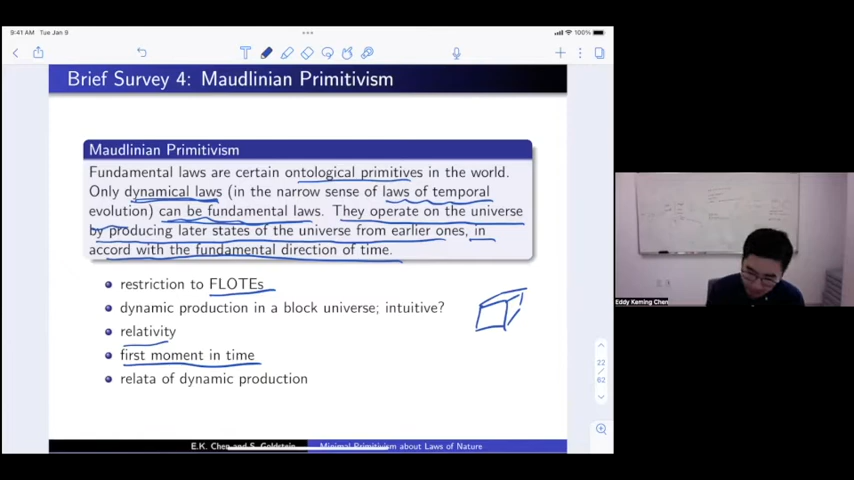 9:41 AM Tue Jan 9
100%
Brief Survey 4: Maudlinian Primitivism
Maudlinian Primitivism
Fundamental laws are certain ontological primitives in the world.
Only dynamical laws (in the narrow sense of laws of temporal
evolution) can be fundamental laws. They operate on the universe
by producing later states of the universe from earlier ones, in
accord with the fundamental direction of time.
restriction to FLOTEs
dynamic production in a block universe; intuitive?
relativity
first moment in time
relata of dynamic production
22
/
62
E.K. Chen and S. Goldstein
Minimal Primitivism about Laws of Nature
Eddy Keming Chen